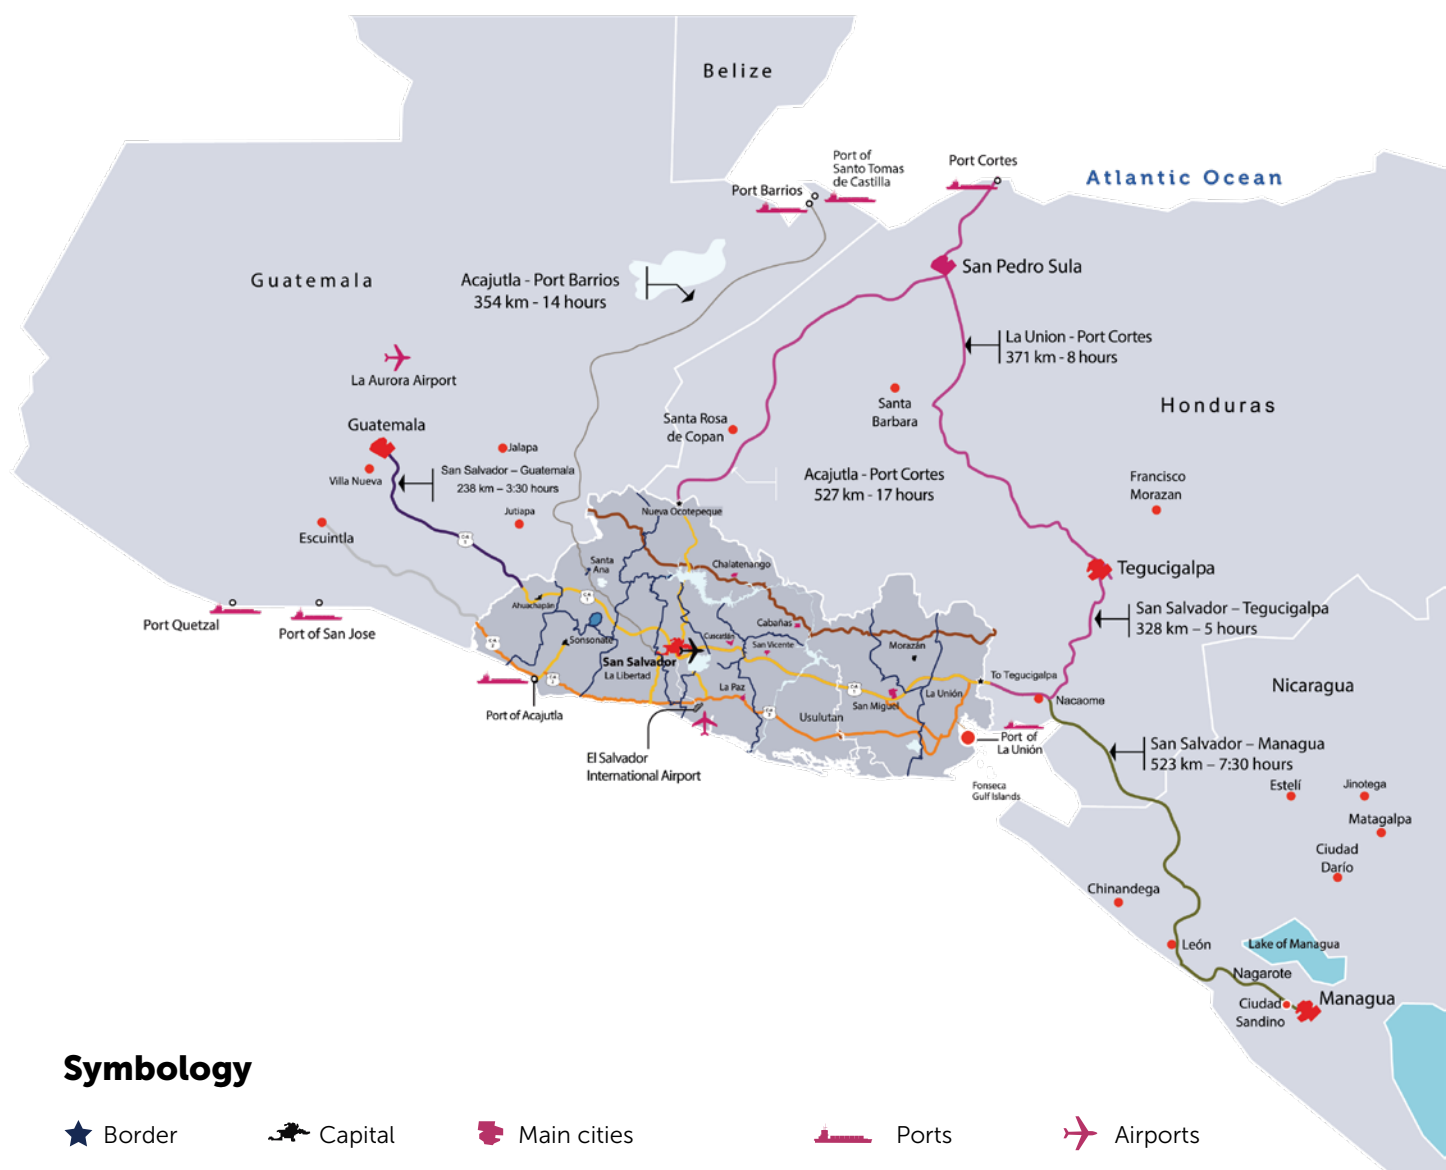 Belize
Port of
Santo Tomas
de Castilla
Port Cortes
Atlantic Ocean
Port Barrios
San Pedro Sula
Guatemala
Acajutla - Port Barrios
354 km - 14 hours
La Union - Port Cortes
371 km - 8 hours
La Aurora Airport
Honduras
Santa
Barbara
Guatemala
Santa Rosa
de Copan
Jalapa
San Salvador – Guatemala
238 km – 3:30 hours
Villa Nueva
Acajutla - Port Cortes
527 km - 17 hours
Francisco
Morazan
Jutiapa
Nueva Ocotepeque
Escuintla
Santa
Ana
Chalatenango
Tegucigalpa
Ahuachapán
San Salvador – Tegucigalpa
328 km – 5 hours
Port Quetzal
Port of San Jose
Cabañas
Sonsonate
Cuscatlán
San Vicente
Morazán
San Salvador
La Libertad
To Tegucigalpa
Nicaragua
La Paz
La Unión
Nacaome
San Miguel
Port of Acajutla
Usulutan
Port of
La Unión
San Salvador – Managua
523 km – 7:30 hours
El Salvador
International Airport
Fonseca
Gulf Islands
Estelí
Jinotega
Matagalpa
Ciudad
Darío
Chinandega
León
Lake of Managua
Nagarote
Ciudad
Sandino
Managua
Symbology
Border
Capital
Main cities
Ports
Airports